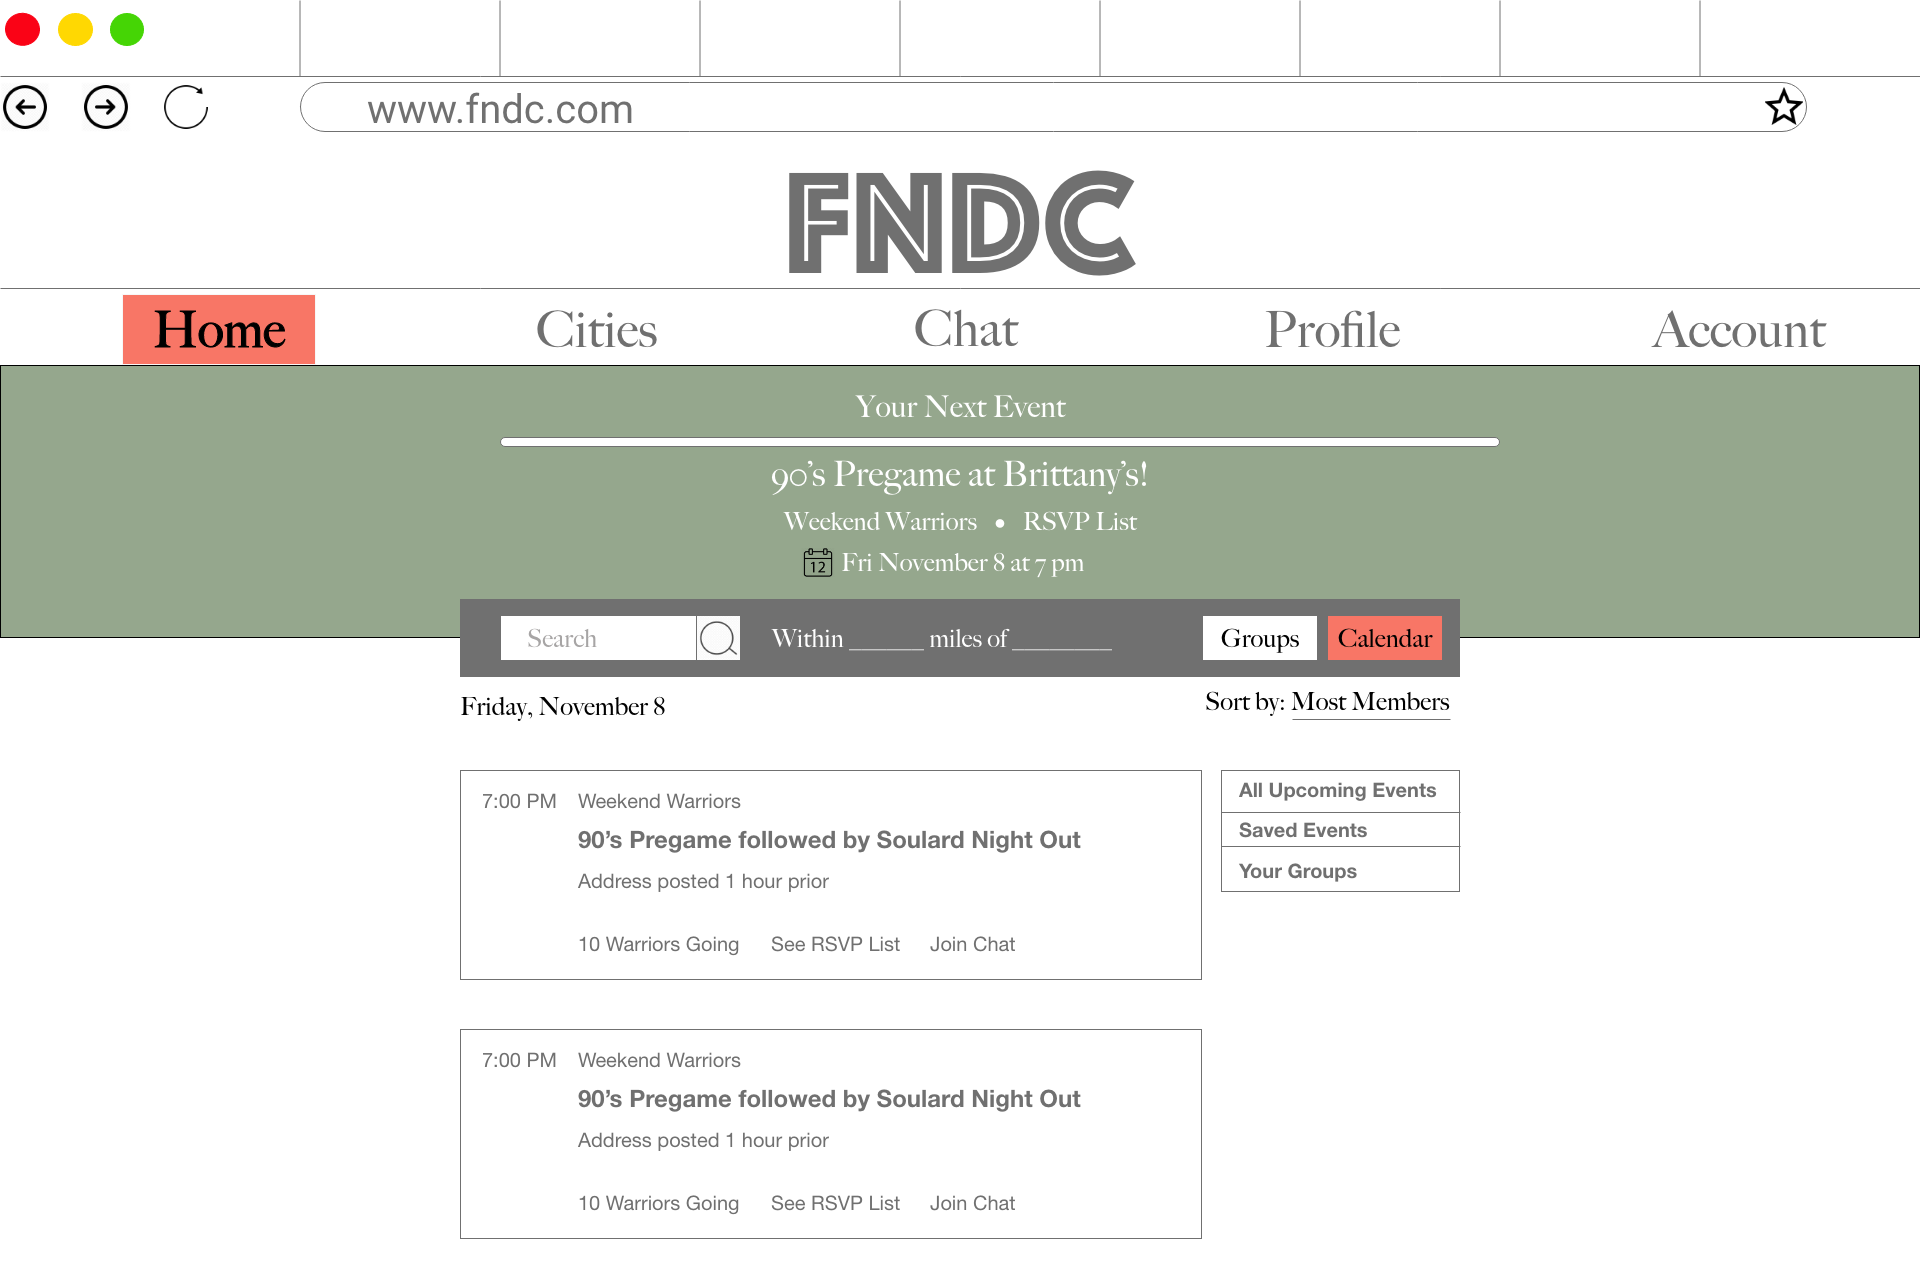 www.fndc.com
FNDC
Home Cities Chat Profile Account
Your Next Event
90’s Pregame at Brittany’s!
Weekend Warriors • RSVP List
12 Fri November 8 at 7 pm
Search Within ______ miles of ________ Groups Calendar
Friday, November 8 Sort by: Most Members
7:00 PM Weekend Warriors
90’s Pregame followed by Soulard Night Out
Address posted 1 hour prior
10 Warriors Going See RSVP List Join Chat
All Upcoming Events
Saved Events
Your Groups
7:00 PM Weekend Warriors
90’s Pregame followed by Soulard Night Out
Address posted 1 hour prior
10 Warriors Going See RSVP List Join Chat